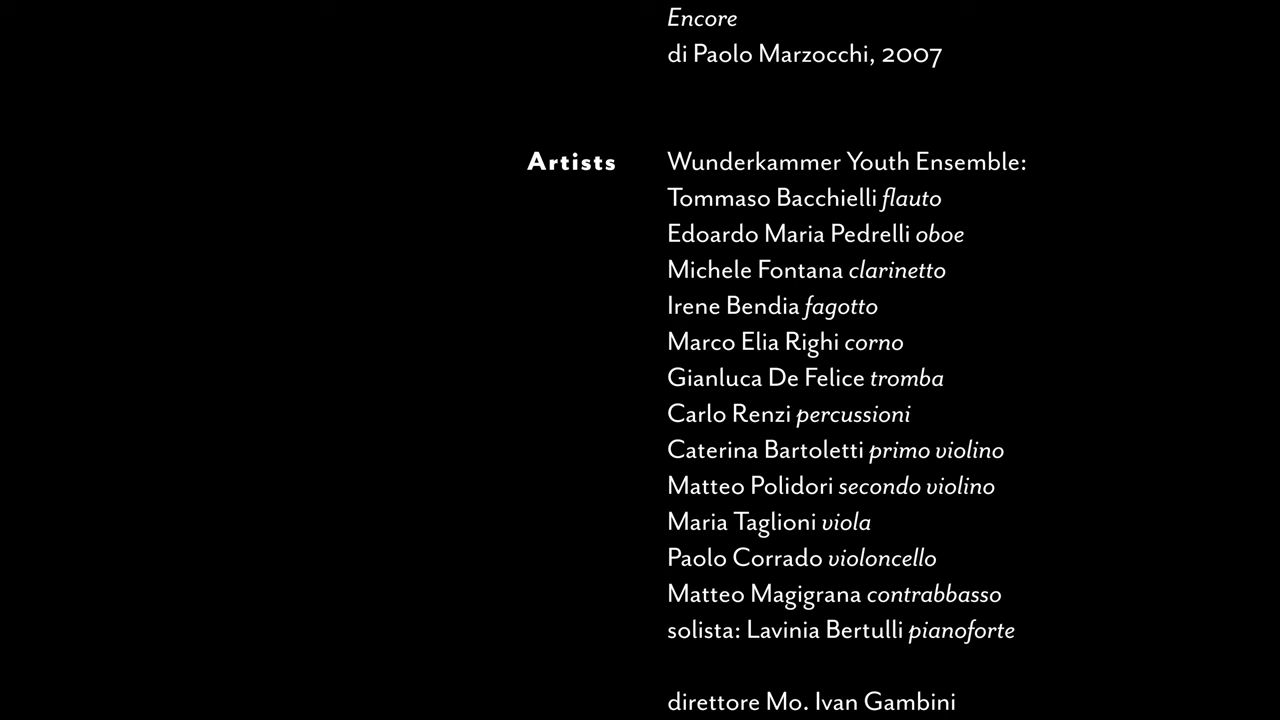 Encore
di Paolo Marzocchi, 2007
Artists
Wunderkammer Youth Ensemble:
Tommaso Bacchielli flauto
Edoardo Maria Pedrelli oboe
Michele Fontana clarinetto
Irene Bendia fagotto
Marco Elia Righi corno
Gianluca De Felice tromba
Carlo Renzi percussioni
Caterina Bartoletti primo violino
Matteo Polidori secondo violino
Maria Taglioni viola
Paolo Corrado violoncello
Matteo Magigrana contrabbasso
solista: Lavinia Bertulli pianoforte
direttore Mo. Ivan Gambini